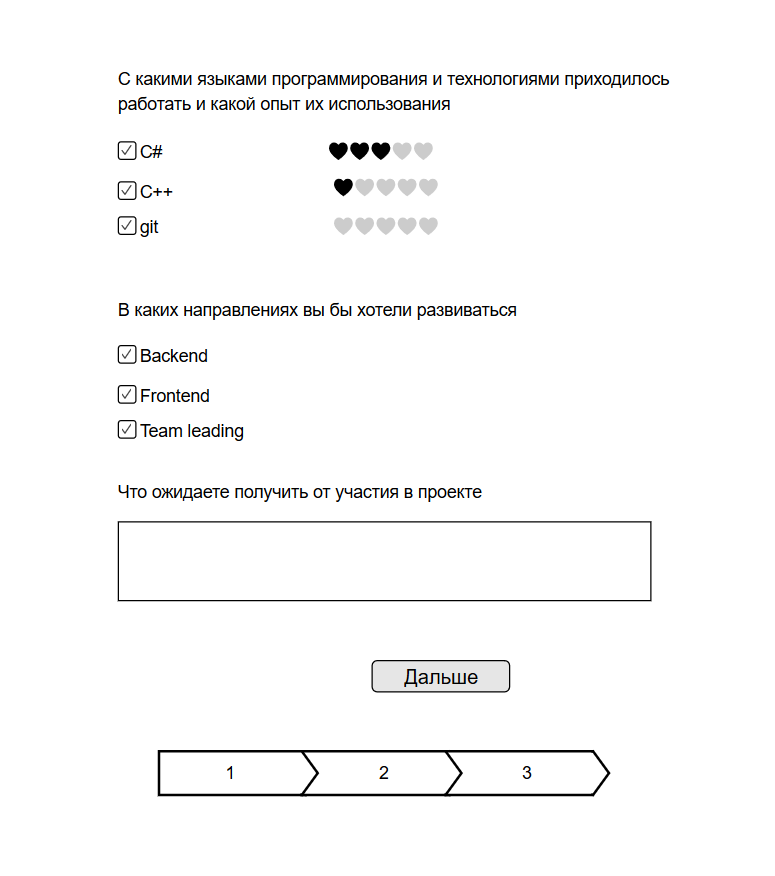 С какими языками программирования и технологиями приходилось
работать и какой опыт их использования
C#
C++
git
В каких направлениях вы бы хотели развиваться
Backend
Frontend
Team leading
Что ожидаете получить от участия в проекте
Дальше
1 2 3